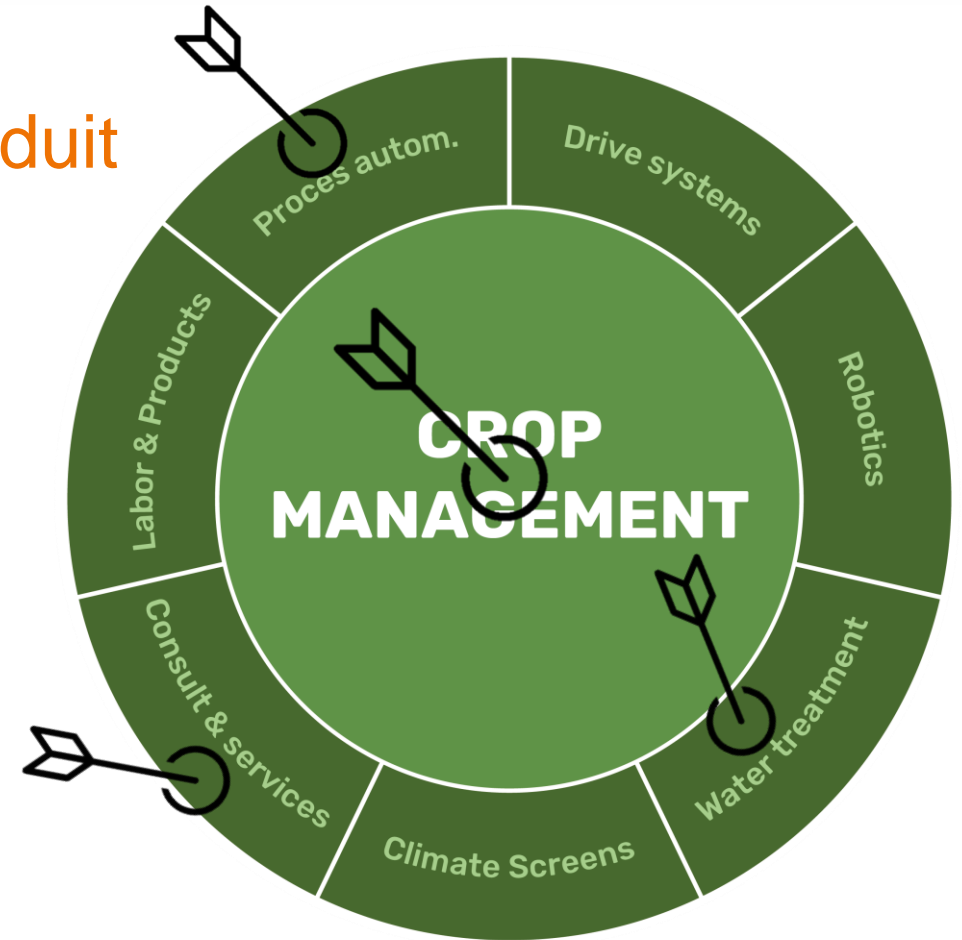 duit
Proces autom.
Drive systems
Robotics
Water treatment
Climate Screens
Consult & services
Labor & Products
CROP
MANAGEMENT